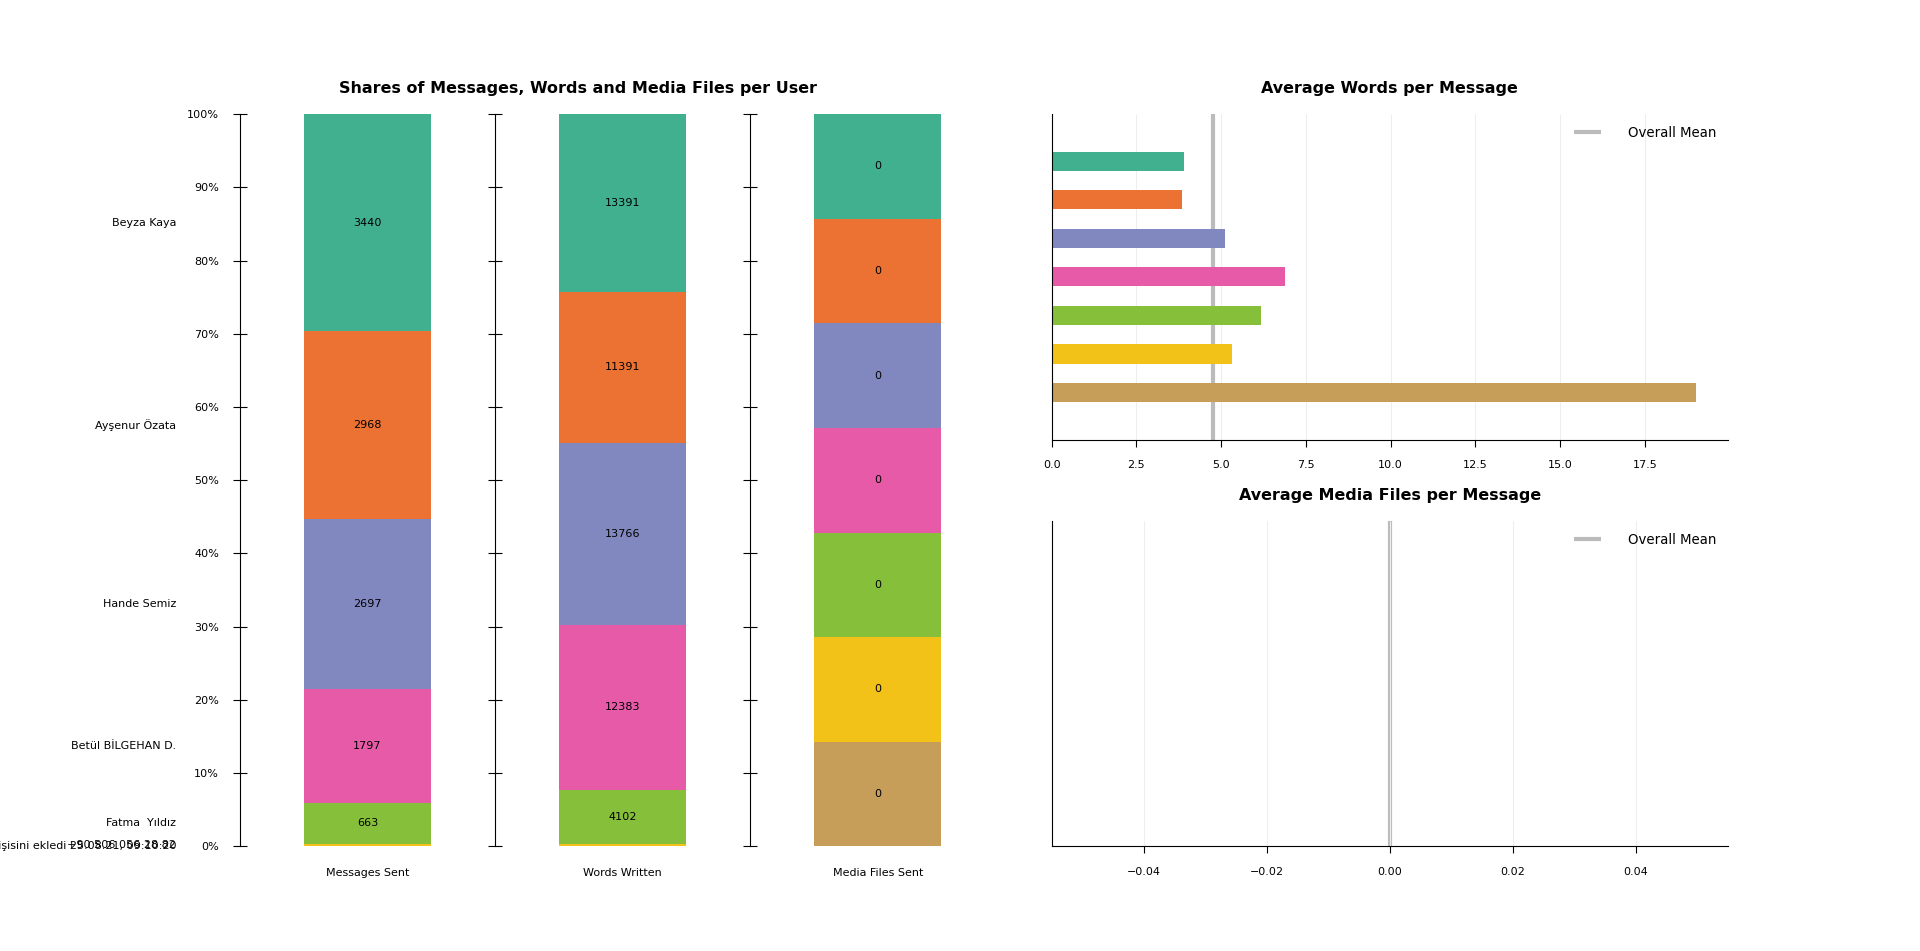 Shares of Messages, Words and Media Files per User
100%
90%
80%
70%
60%
50%
40%
30%
20%
10%
0%
Beyza Kaya
Ayşenur Özata
Hande Semiz
Betül BİLGEHAN D.
Fatma  Yıldız
işisini ekledi
3440
2968
2697
1797
663
13391
11391
13766
12383
4102
0
0
0
0
0
0
0
Messages Sent
Words Written
Media Files Sent
Average Words per Message
Overall Mean
0.0
2.5
5.0
7.5
10.0
12.5
15.0
17.5
Average Media Files per Message
Overall Mean
−0.04
−0.02
0.00
0.02
0.04